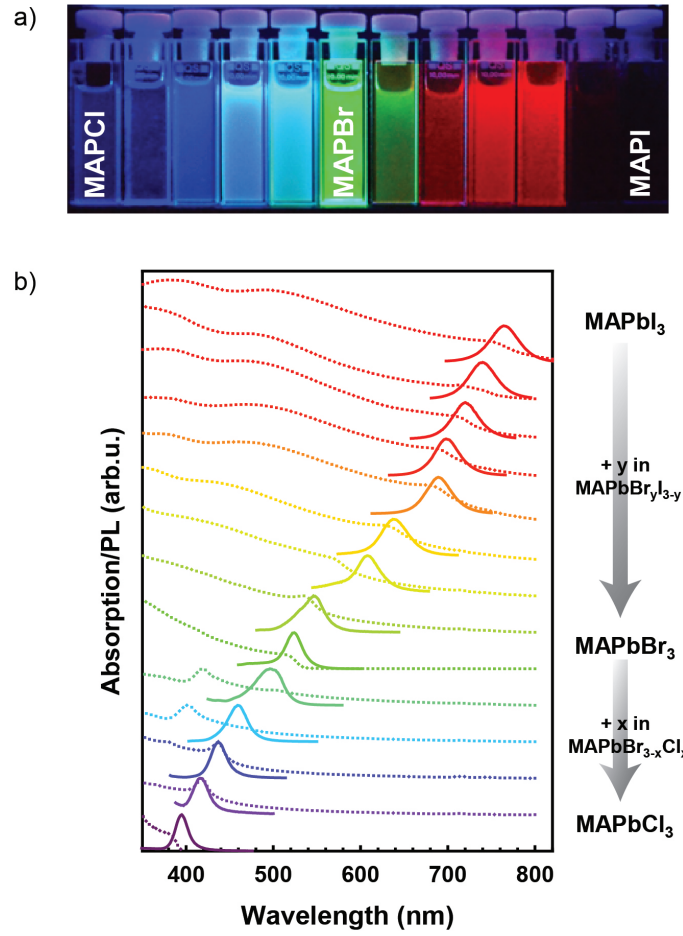 a)
MAPCl
MAPBr
MAPI
b)
Absorption/PL (arb.u.)
MAPbI₃
+ y in
MAPbBrᵧI₃₋ᵧ
MAPbBr₃
+ x in
MAPbBr₃₋ₓClₓ
MAPbCl₃
400 500 600 700 800
Wavelength (nm)